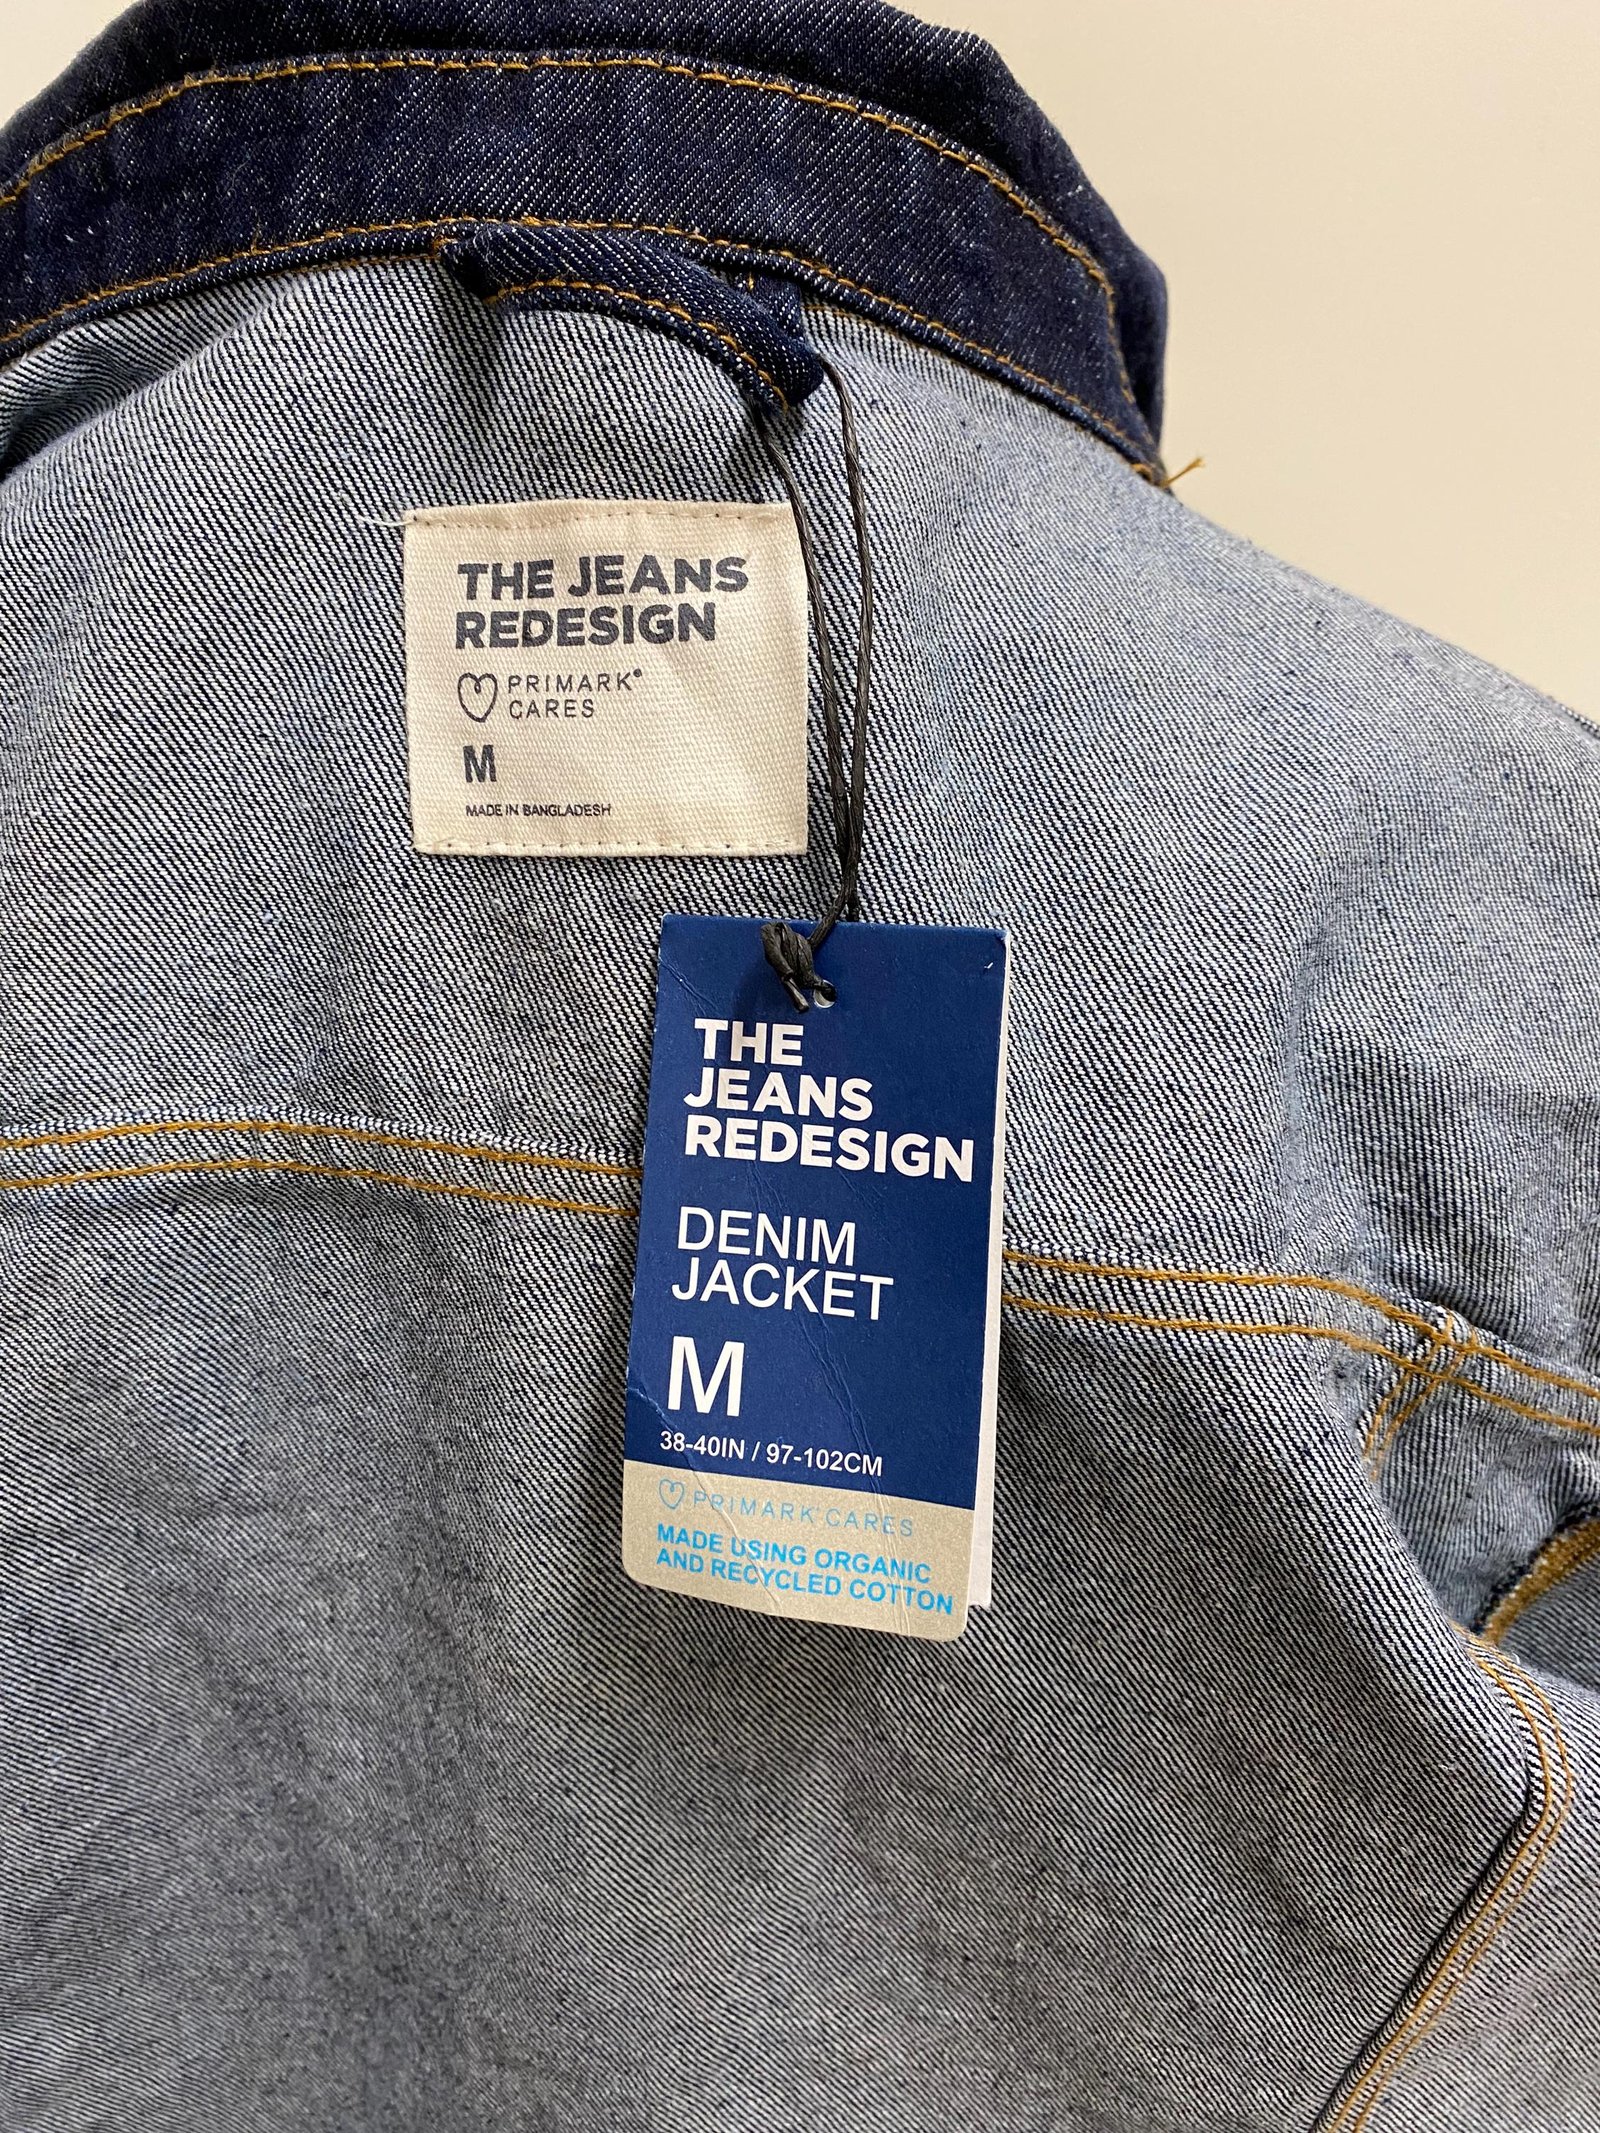 THE JEANS
REDESIGN
PRIMARK®
CARES
M
MADE IN BANGLADESH
THE
JEANS
REDESIGN
DENIM
JACKET
M
38-40IN / 97-102CM
PRIMARK® CARES
MADE USING ORGANIC
AND RECYCLED COTTON